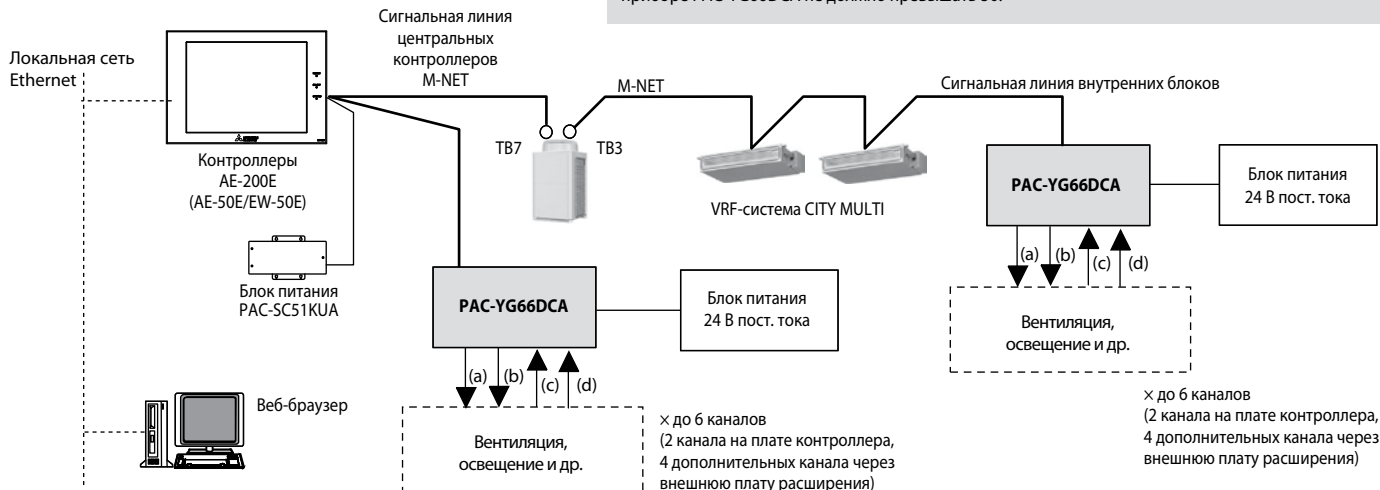 Сигнальная линия
центральных
контроллеров
M-NET
Локальная сеть
Ethernet
M-NET
Сигнальная линия внутренних блоков
TB7
TB3
Контроллеры
AE-200E
(AE-50E/EW-50E)
VRF-система CITY MULTI
PAC-YG66DCA
Блок питания
24 В пост. тока
(a)
(b)
(c)
(d)
Вентиляция,
освещение и др.
× до 6 каналов
(2 канала на плате контроллера,
4 дополнительных канала через
внешнюю плату расширения)
Блок питания
PAC-SC51KUA
PAC-YG66DCA
Блок питания
24 В пост. тока
(a)
(b)
(c)
(d)
Вентиляция,
освещение и др.
× до 6 каналов
(2 канала на плате контроллера,
4 дополнительных канала через
внешнюю плату расширения)
Веб-браузер